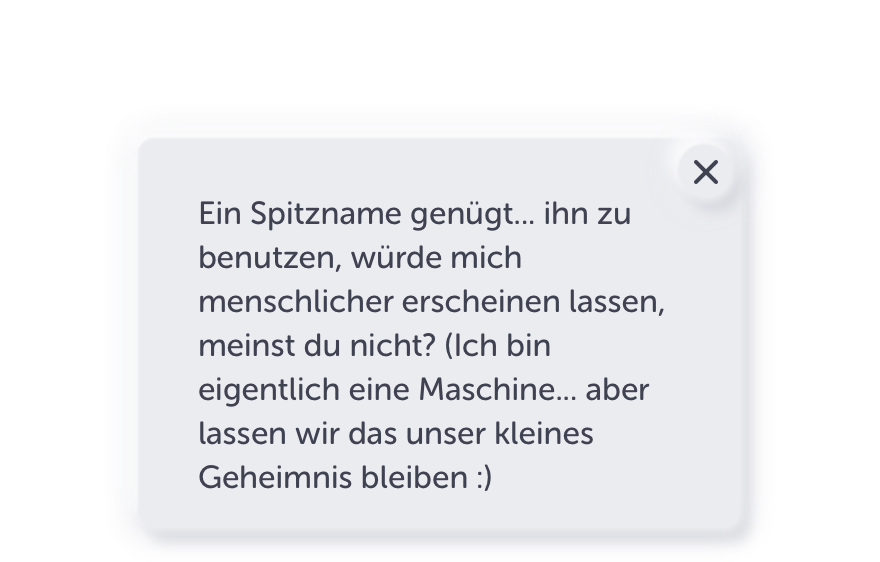 Ein Spitzname genügt... ihn zu
benutzen, würde mich
menschlicher erscheinen lassen,
meinst du nicht? (Ich bin
eigentlich eine Maschine... aber
lassen wir das unser kleines
Geheimnis bleiben :)